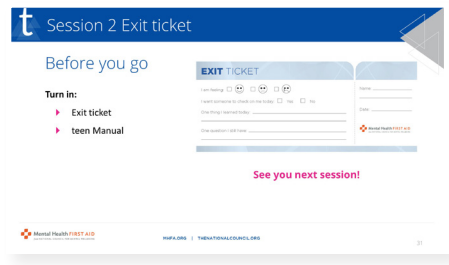 t Session 2 Exit ticket
Before you go
Turn in:
Exit ticket
teen Manual
EXIT TICKET
I am feeling:
I want someone to check on me today: Yes No
One thing I learned today:
One question I still have:
Name:
Date:
Mental Health FIRST AID
See you next session!
Mental Health FIRST AID
MHFA.ORG | THENATIONALCOUNCIL.ORG
31